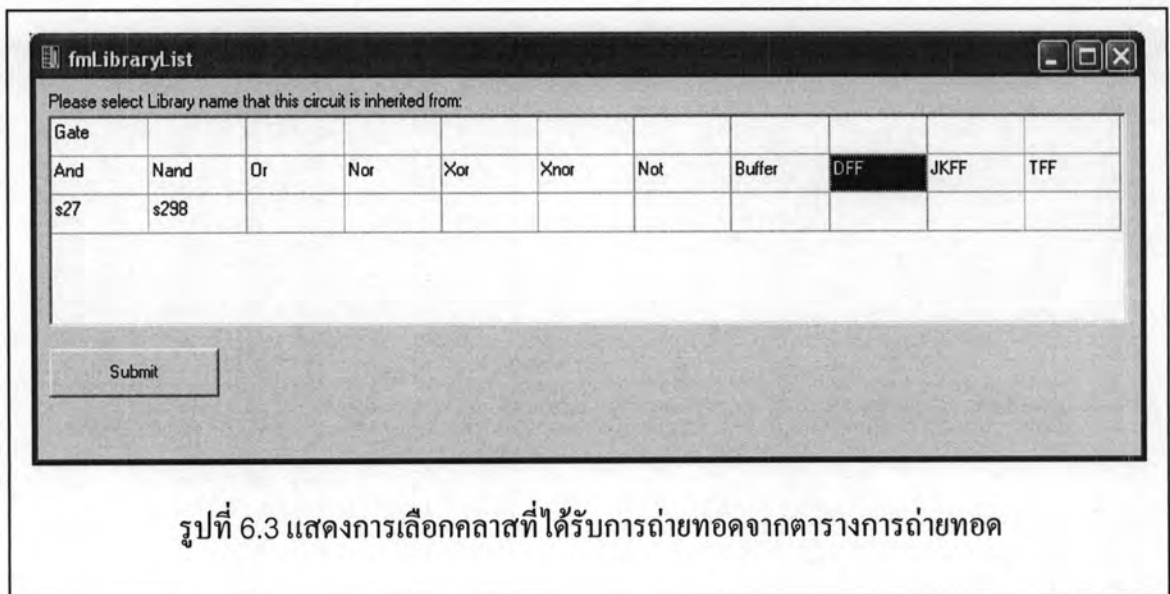 fmLibraryList
Please select Library name that this circuit is inherited from:
Gate
And Nand Or Nor Xor Xnor Not Buffer DFF JKFF TFF
s27 s298
Submit
รูปที่ 6.3 แสดงการเลือกคลาสที่ได้รับการถ่ายทอดจากตารางการถ่ายทอด